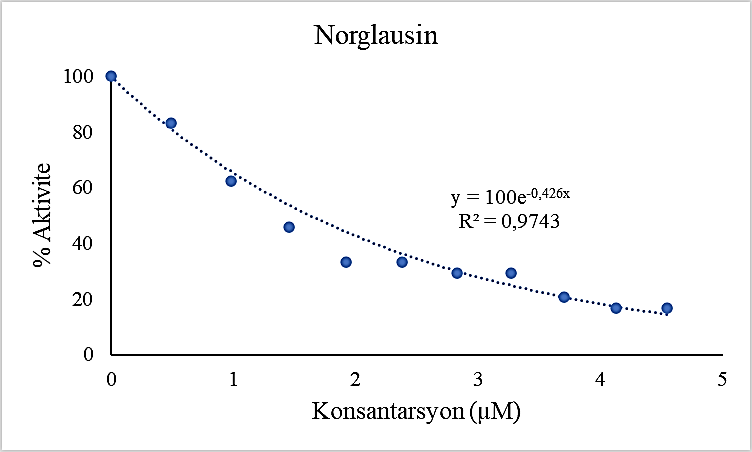 Norglausin
100
80
60
40
20
0
% Aktivite
y = 100e^-0,426x
R² = 0,9743
0 1 2 3 4 5
Konsantarsyon (µM)